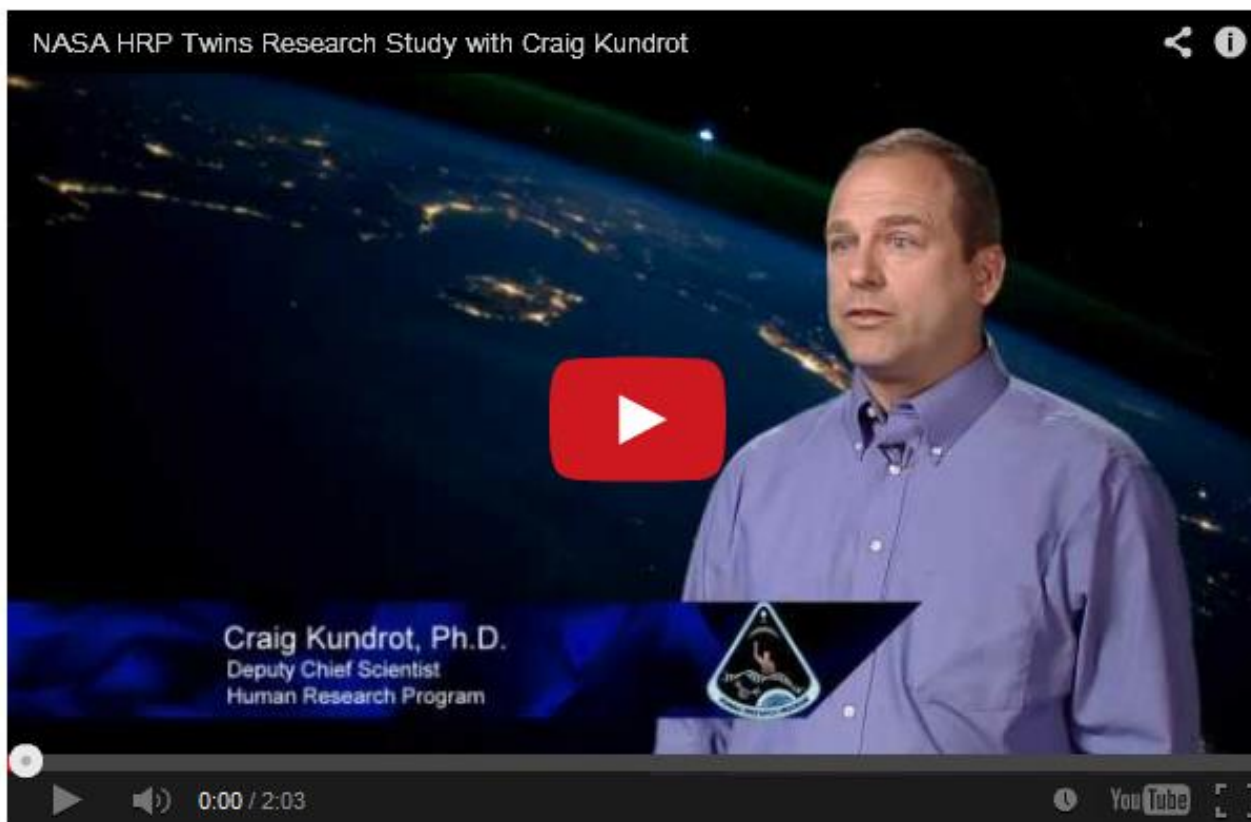 NASA HRP Twins Research Study with Craig Kundrot
Craig Kundrot, Ph.D.
Deputy Chief Scientist
Human Research Program
0:00 / 2:03
YouTube